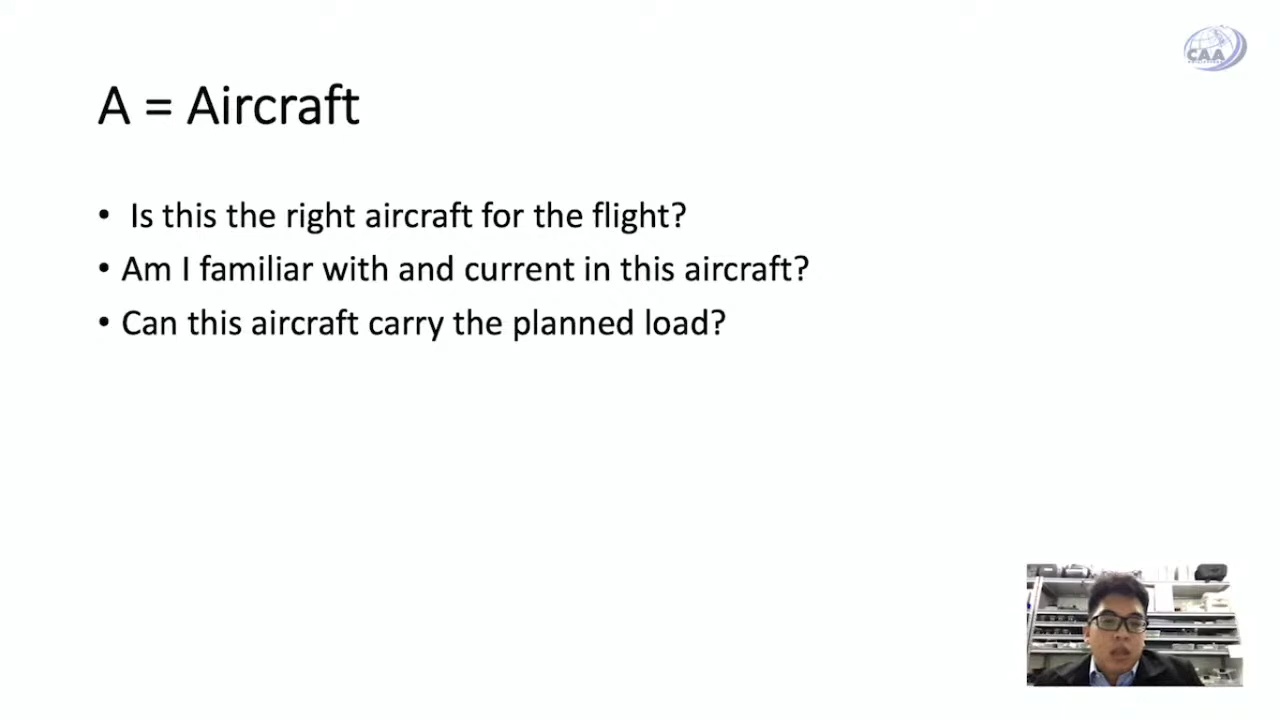 CAA
A = Aircraft
• Is this the right aircraft for the flight?
• Am I familiar with and current in this aircraft?
• Can this aircraft carry the planned load?